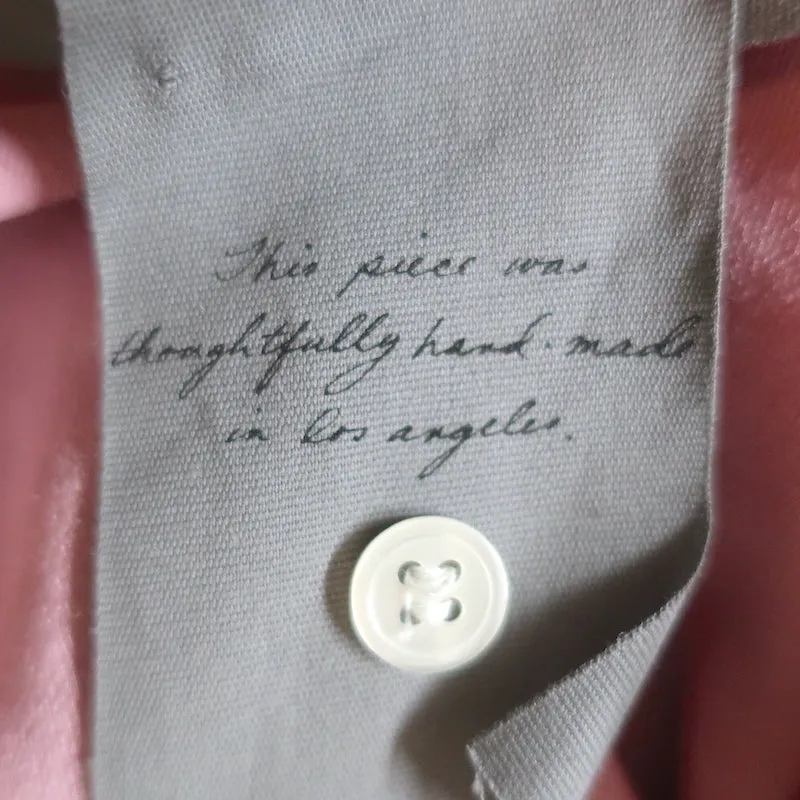 This piece was
thoughtfully hand-made
in los angeles.